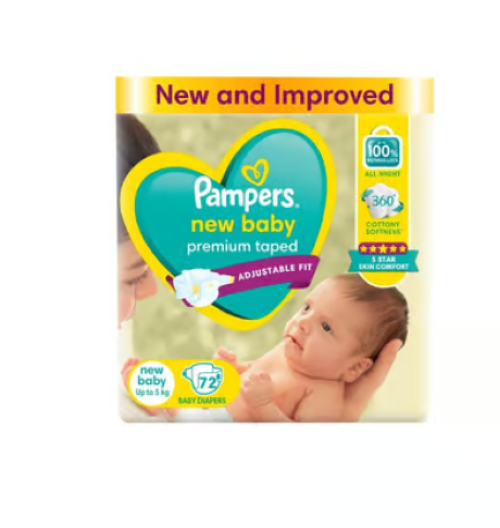 New and Improved
100%
ALL NIGHT
Pampers
new baby
premium taped
ADJUSTABLE FIT
360°
COTTONY
SOFTNESS*
5 STAR
SKIN COMFORT
new
baby
Up to 5 kg
72
BABY DIAPERS